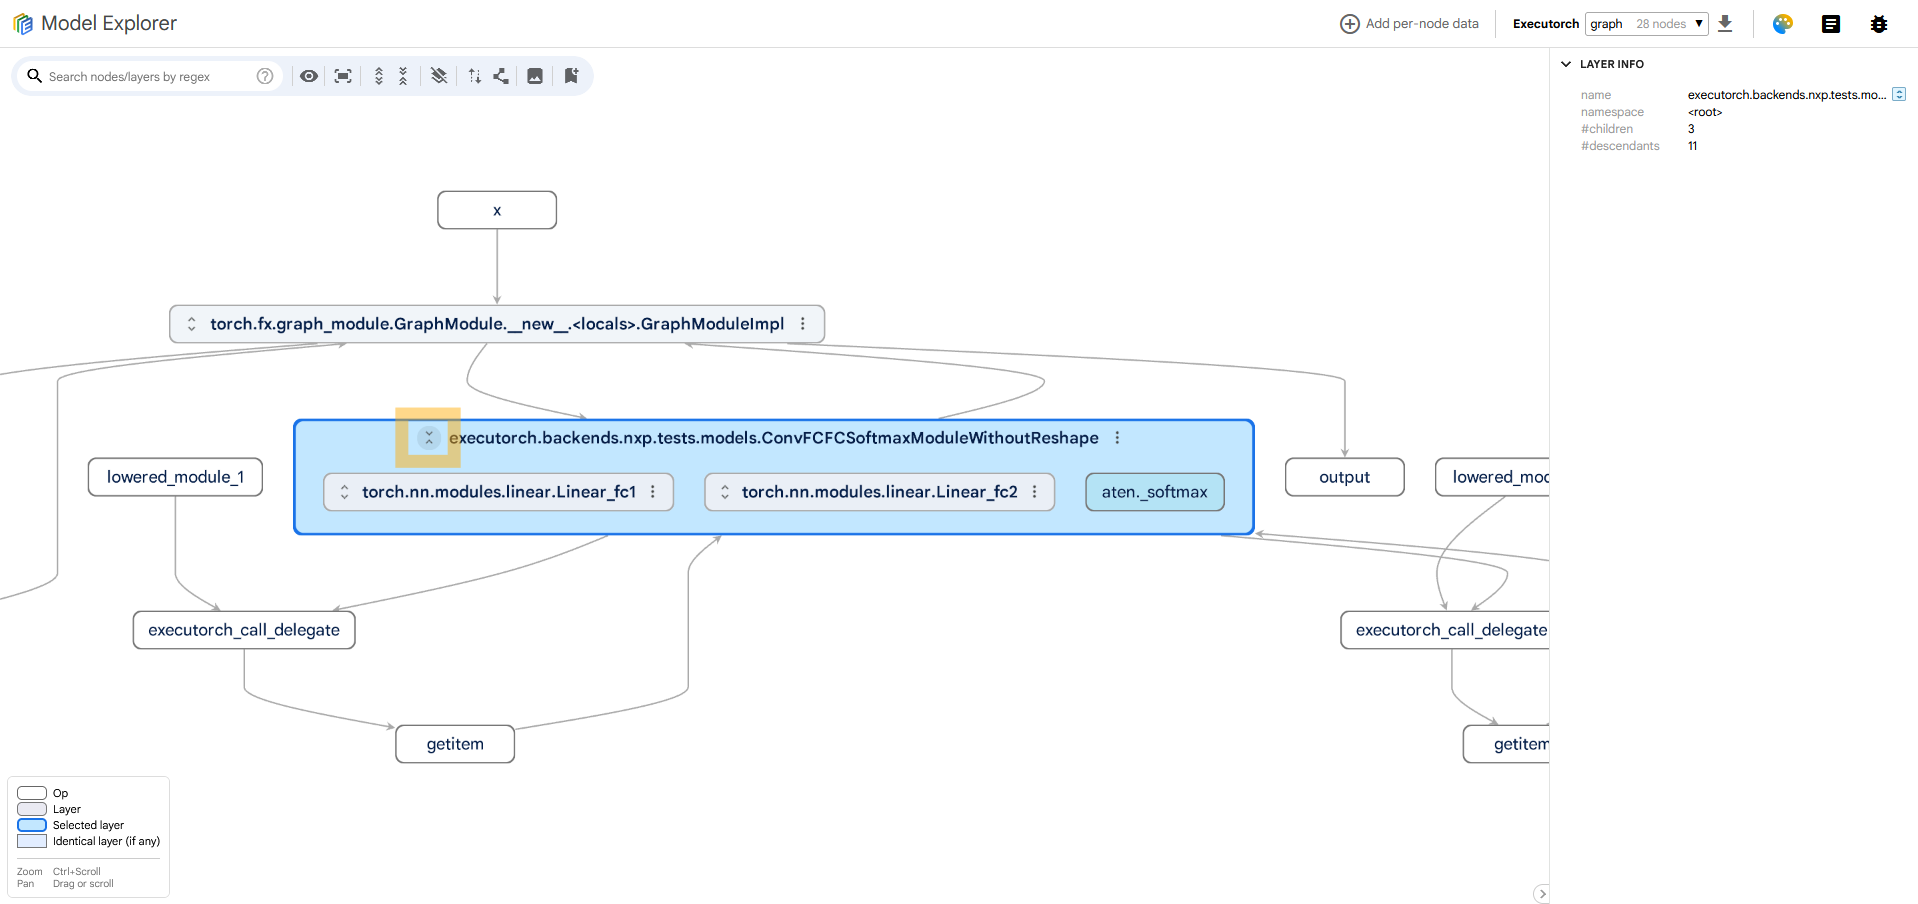 Model Explorer
Add per-node data
Executorch
graph 28 nodes
Search nodes/layers by regex
LAYER INFO
name executorch.backends.nxp.tests.mo...
namespace <root>
#children 3
#descendants 11
x
torch.fx.graph_module.GraphModule.__new__.<locals>.GraphModuleImpl
executorch.backends.nxp.tests.models.ConvFCFCSoftmaxModuleWithoutReshape
lowered_module_1
torch.nn.modules.linear.Linear_fc1
torch.nn.modules.linear.Linear_fc2
aten._softmax
output
lowered_mod
executorch_call_delegate
executorch_call_delegate
getitem
getitem
Op
Layer
Selected layer
Identical layer (if any)
Zoom Ctrl+Scroll
Pan Drag or scroll